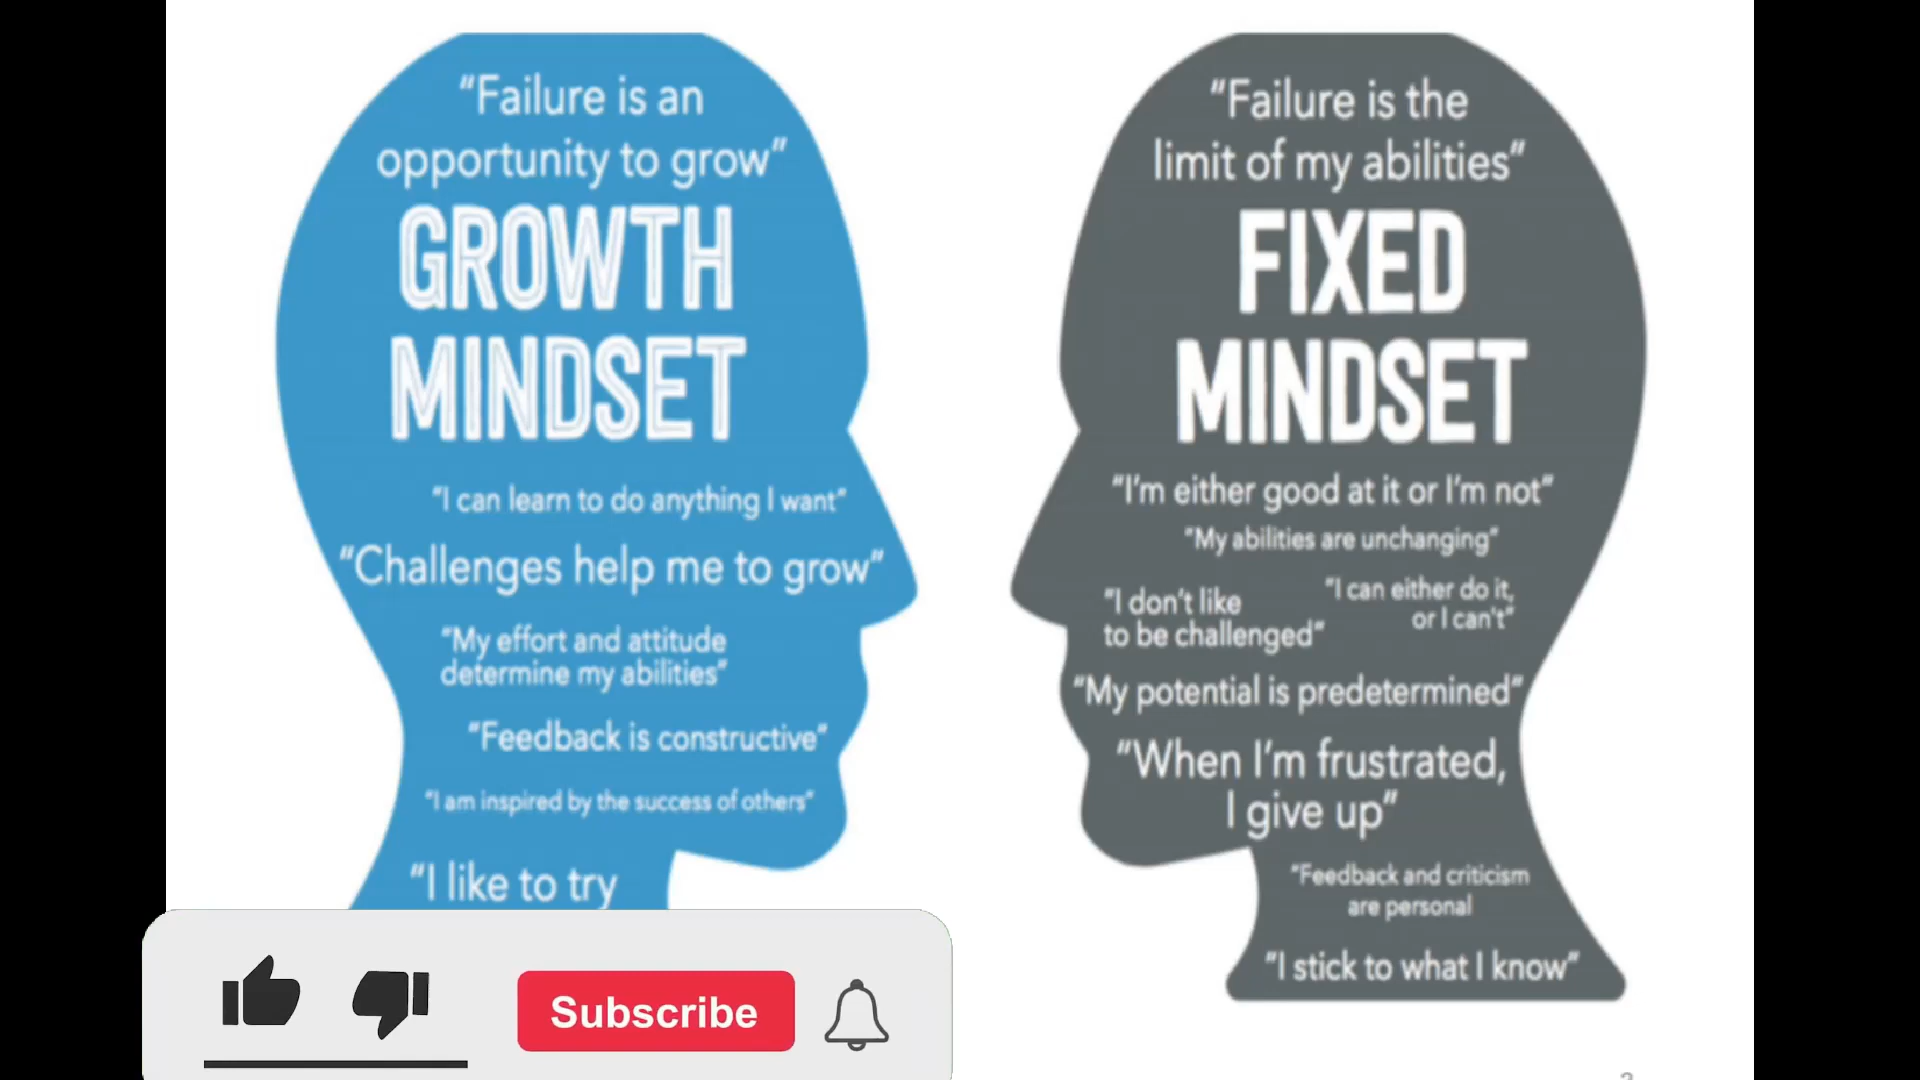 “Failure is an
opportunity to grow”
GROWTH
MINDSET
“I can learn to do anything I want”
“Challenges help me to grow”
“My effort and attitude
determine my abilities”
“Feedback is constructive”
“I am inspired by the success of others”
“I like to try
“Failure is the
limit of my abilities”
FIXED
MINDSET
“I’m either good at it or I’m not”
“My abilities are unchanging”
“I don’t like
to be challenged”
“I can either do it,
or I can’t”
“My potential is predetermined”
“When I’m frustrated,
I give up”
“Feedback and criticism
are personal
“I stick to what I know”
Subscribe